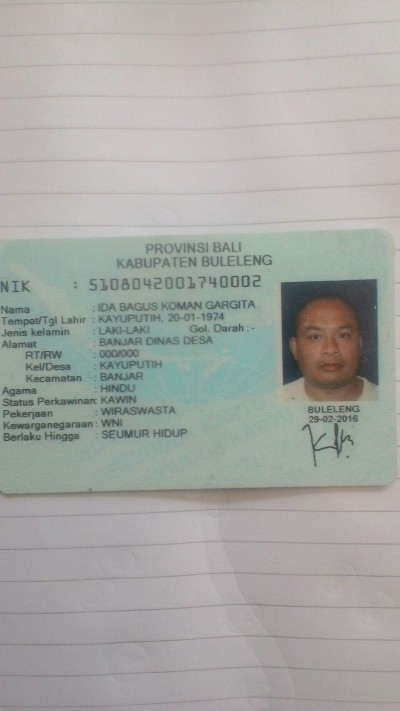 PROVINSI BALI
KABUPATEN BULELENG
NIK : 5108042001740002
Nama : IDA BAGUS KOMAN GARGITA
Tempat/Tgl Lahir : KAYUPUTIH, 20-01-1974
Jenis kelamin : LAKI-LAKI Gol. Darah :-
Alamat : BANJAR DINAS DESA
RT/RW : 000/000
Kel/Desa : KAYUPUTIH
Kecamatan : BANJAR
Agama : HINDU
Status Perkawinan: KAWIN
Pekerjaan : WIRASWASTA
Kewarganegaraan: WNI
Berlaku Hingga : SEUMUR HIDUP
BULELENG
29-02-2016